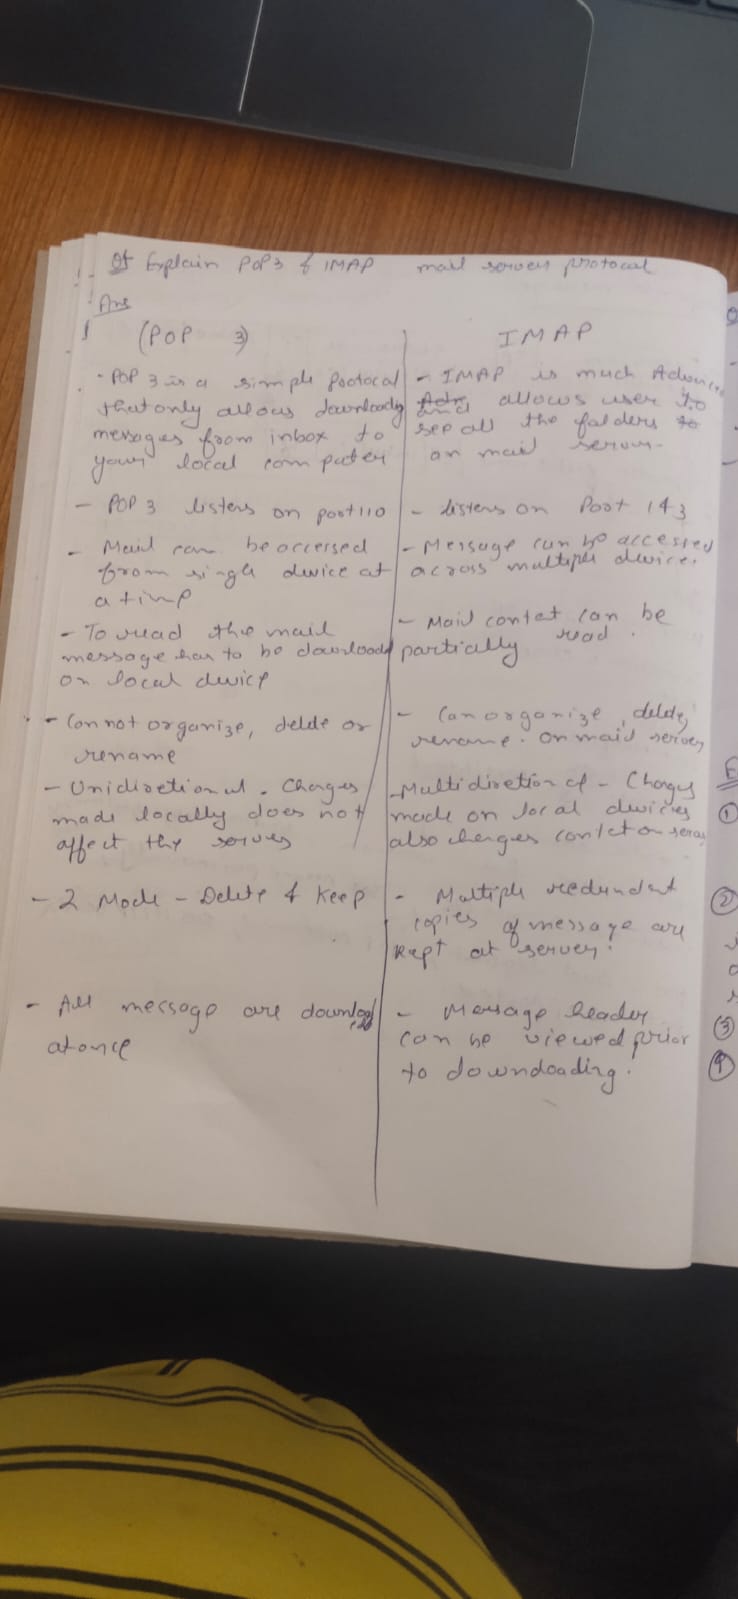 Q1 Explain POP3 & IMAP mail server protocal
Ans
(POP 3)
- POP 3 is a simple protocal
that only allows downloading
messages from inbox to
your local computer
- POP 3 listens on port 110
- Mail can be accessed
from single device at
a time
- To read the mail
message has to be download
on local device
- Cannot organize, delete or
rename
- Unidirectional. Changes
made locally does not
affect the server
- 2 Mode - Delete & Keep
- All message are downloaded
at once
IMAP
- IMAP is much Advance
and allows user to
see all the folders
on mail server
- listens on Port 143
- Message can be accessed
across multiple device.
- Mail contet can be
partially read.
- Can organize, delete,
rename. on mail server
- Multidirectional - Changes
made on local devices
also changes contet on server
- Multiple redundant
copies of message are
kept at server.
- Message header
can be viewed prior
to downloading.
①
②
③
④